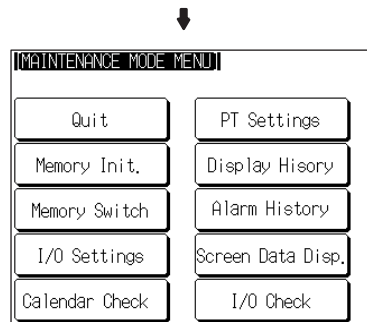 [MAINTENANCE MODE MENU]
Quit
PT Settings
Memory Init.
Display Hisory
Memory Switch
Alarm History
I/O Settings
Screen Data Disp.
Calendar Check
I/O Check